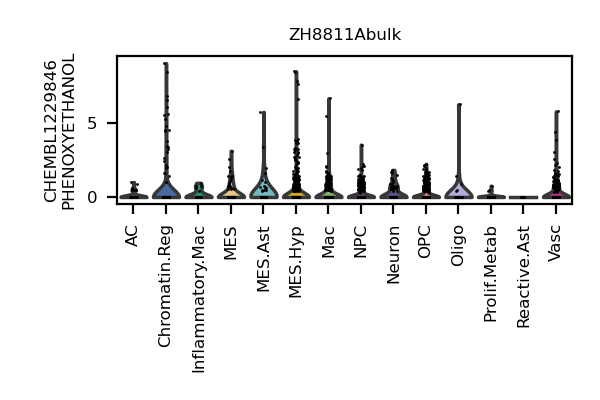 ZH8811Abulk
CHEMBL1229846
PHENOXYETHANOL
5
0
AC
Chromatin.Reg
Inflammatory.Mac
MES
MES.Ast
MES.Hyp
Mac
NPC
Neuron
OPC
Oligo
Prolif.Metab
Reactive.Ast
Vasc